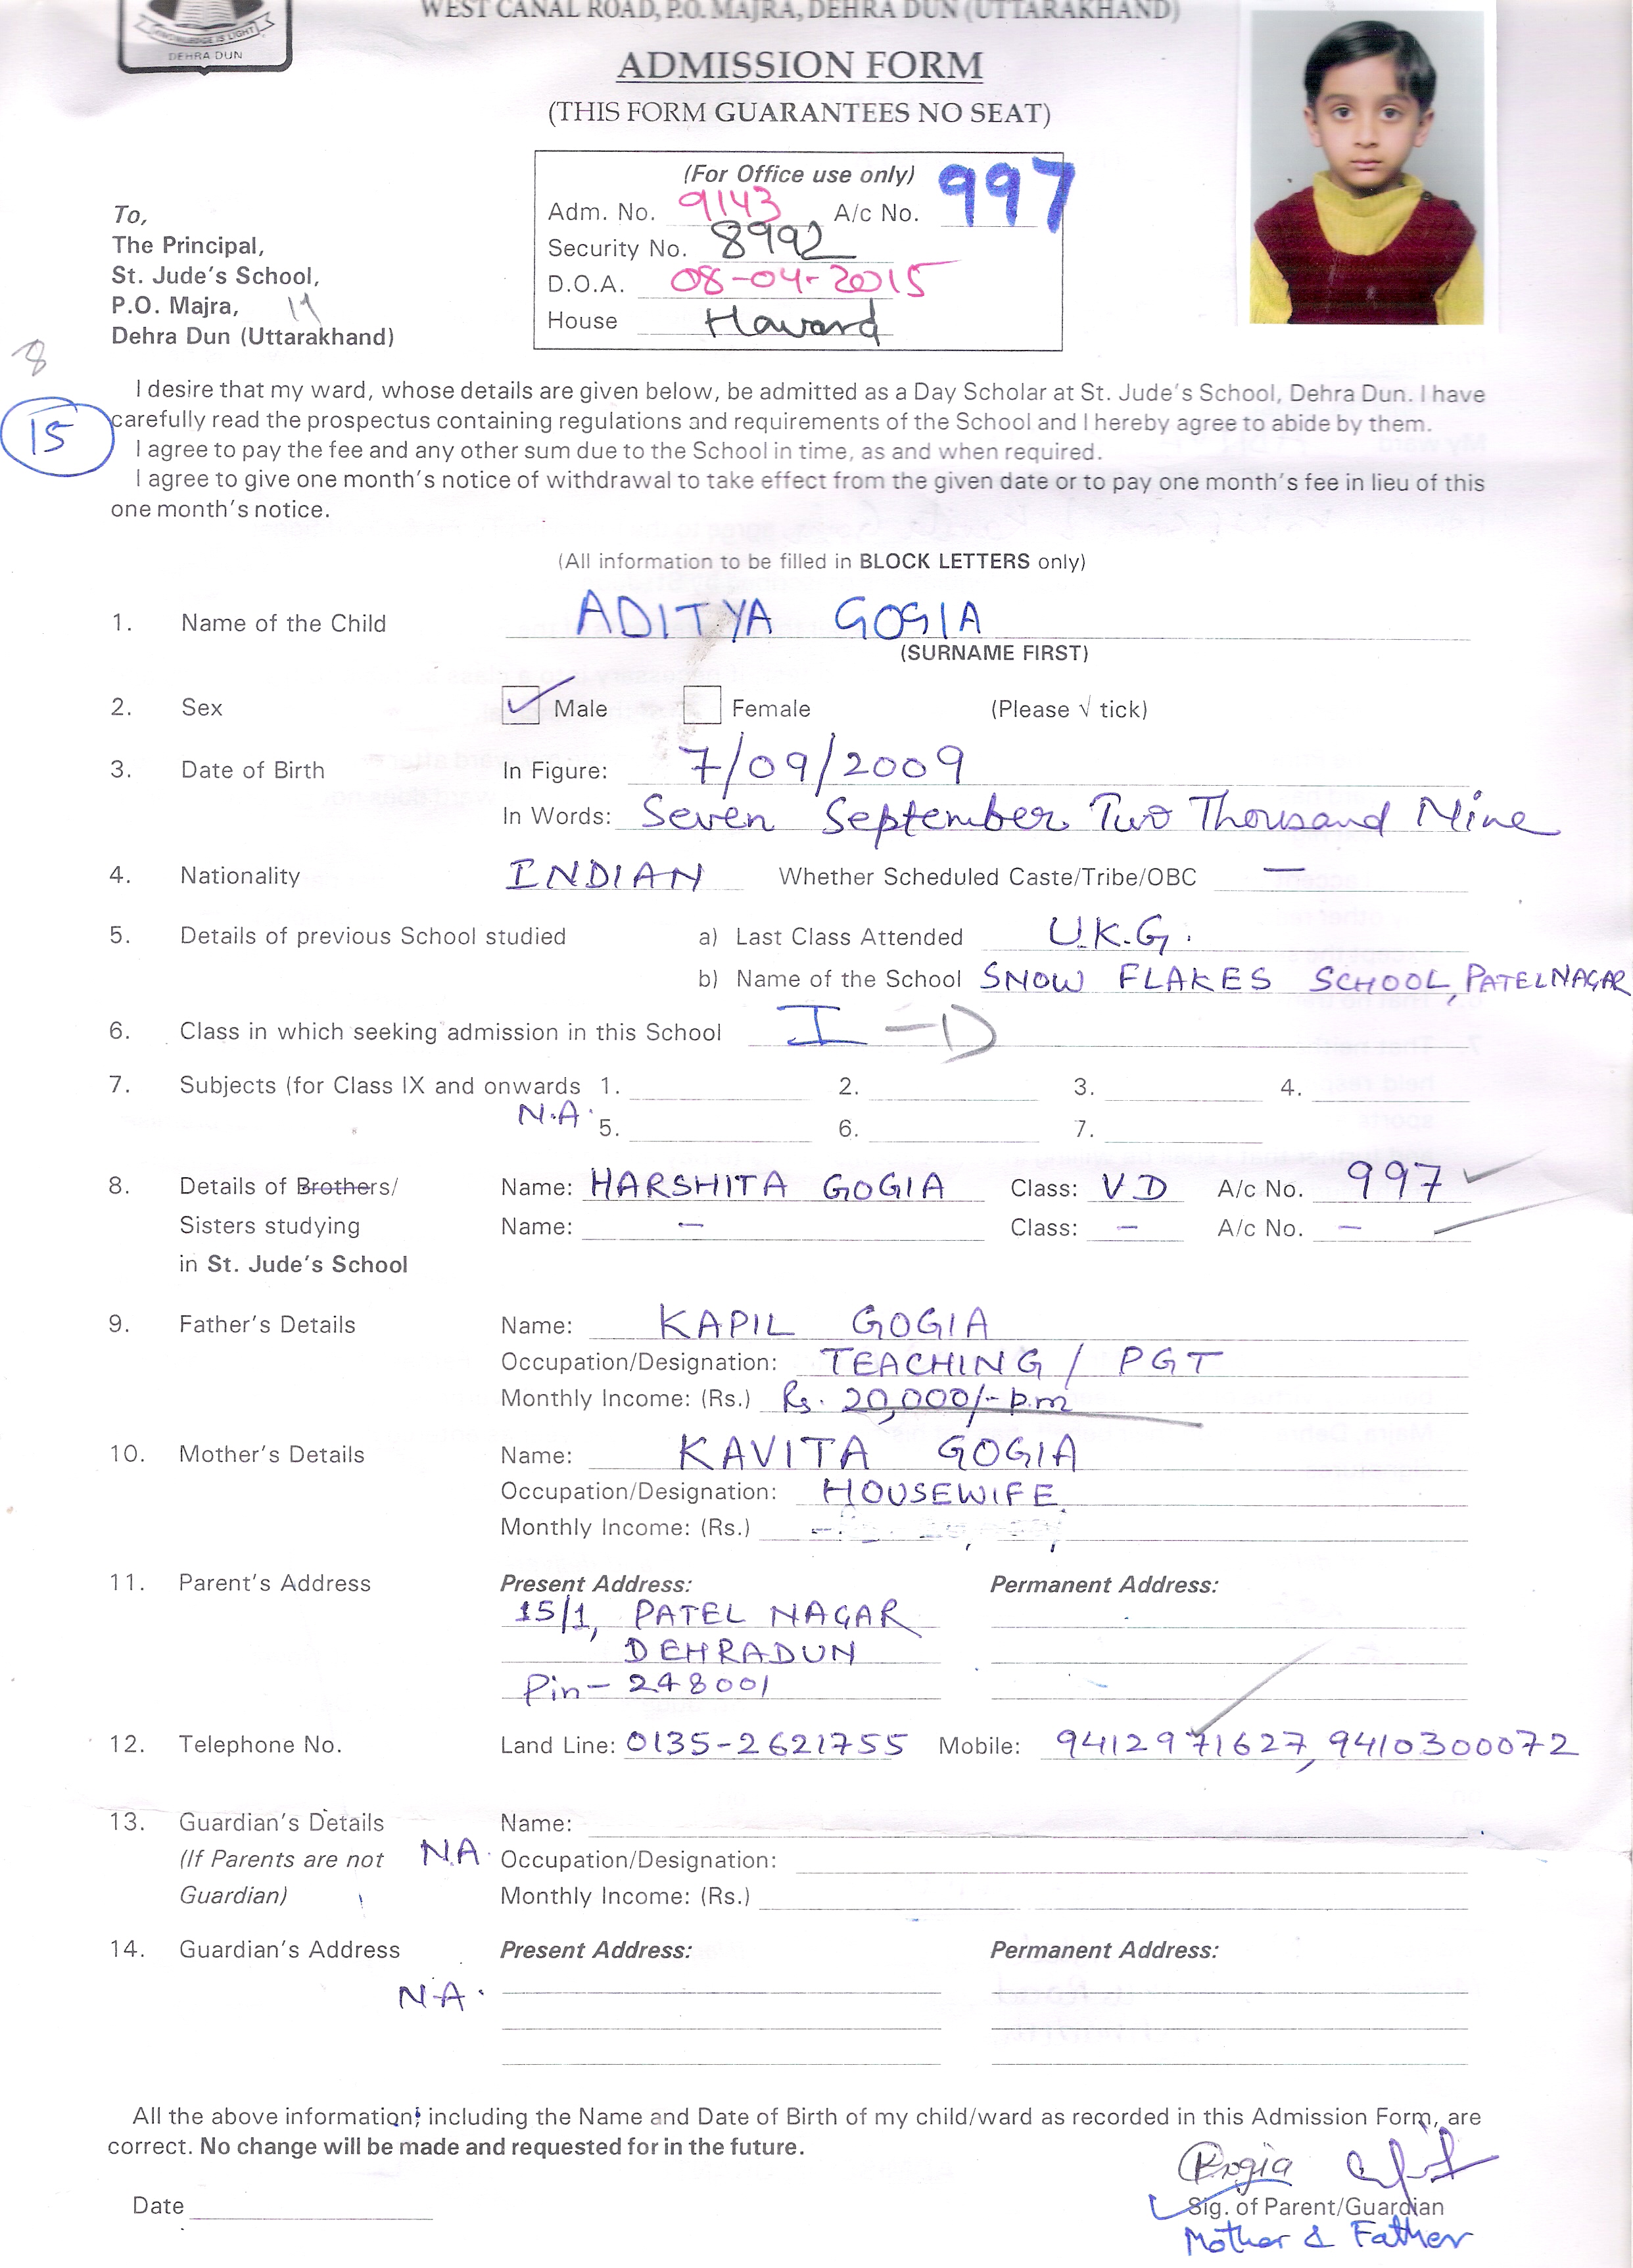 WEST CANAL ROAD, P.O. MAJRA, DEHRA DUN (UTTARAKHAND)
KNOWLEDGE IS LIGHT
DEHRA DUN
ADMISSION FORM
(THIS FORM GUARANTEES NO SEAT)
(For Office use only) 997
Adm. No. 9143 A/c No.
Security No. 8992
D.O.A. 08-04-2015
House Havard
To,
The Principal,
St. Jude's School,
P.O. Majra,
Dehra Dun (Uttarakhand)
8
15
I desire that my ward, whose details are given below, be admitted as a Day Scholar at St. Jude's School, Dehra Dun. I have
carefully read the prospectus containing regulations and requirements of the School and I hereby agree to abide by them.
I agree to pay the fee and any other sum due to the School in time, as and when required.
I agree to give one month's notice of withdrawal to take effect from the given date or to pay one month's fee in lieu of this
one month's notice.
(All information to be filled in BLOCK LETTERS only)
1. Name of the Child ADITYA GOGIA
(SURNAME FIRST)
2. Sex Male Female (Please √ tick)
3. Date of Birth In Figure: 7/09/2009
In Words: Seven September Two Thousand Nine
4. Nationality INDIAN Whether Scheduled Caste/Tribe/OBC —
5. Details of previous School studied a) Last Class Attended U.K.G.
b) Name of the School SNOW FLAKES SCHOOL, PATELNAGAR
6. Class in which seeking admission in this School I - D
7. Subjects (for Class IX and onwards 1. 2. 3. 4.
N.A. 5. 6. 7.
8. Details of Brothers/ Name: HARSHITA GOGIA Class: V D A/c No. 997
Sisters studying Name: - Class: - A/c No. -
in St. Jude's School
9. Father's Details Name: KAPIL GOGIA
Occupation/Designation: TEACHING / PGT
Monthly Income: (Rs.) Rs. 20,000/- p.m
10. Mother's Details Name: KAVITA GOGIA
Occupation/Designation: HOUSEWIFE
Monthly Income: (Rs.)
11. Parent's Address Present Address: Permanent Address:
15/1, PATEL NAGAR
DEHRADUN
Pin- 248001
12. Telephone No. Land Line: 0135-2621755 Mobile: 9412971627, 9410300072
13. Guardian's Details Name:
(If Parents are not N.A. Occupation/Designation:
Guardian) Monthly Income: (Rs.)
14. Guardian's Address Present Address: Permanent Address:
N.A.
All the above information, including the Name and Date of Birth of my child/ward as recorded in this Admission Form, are
correct. No change will be made and requested for in the future.
Kogia
Date Sig. of Parent/Guardian
Mother & Father